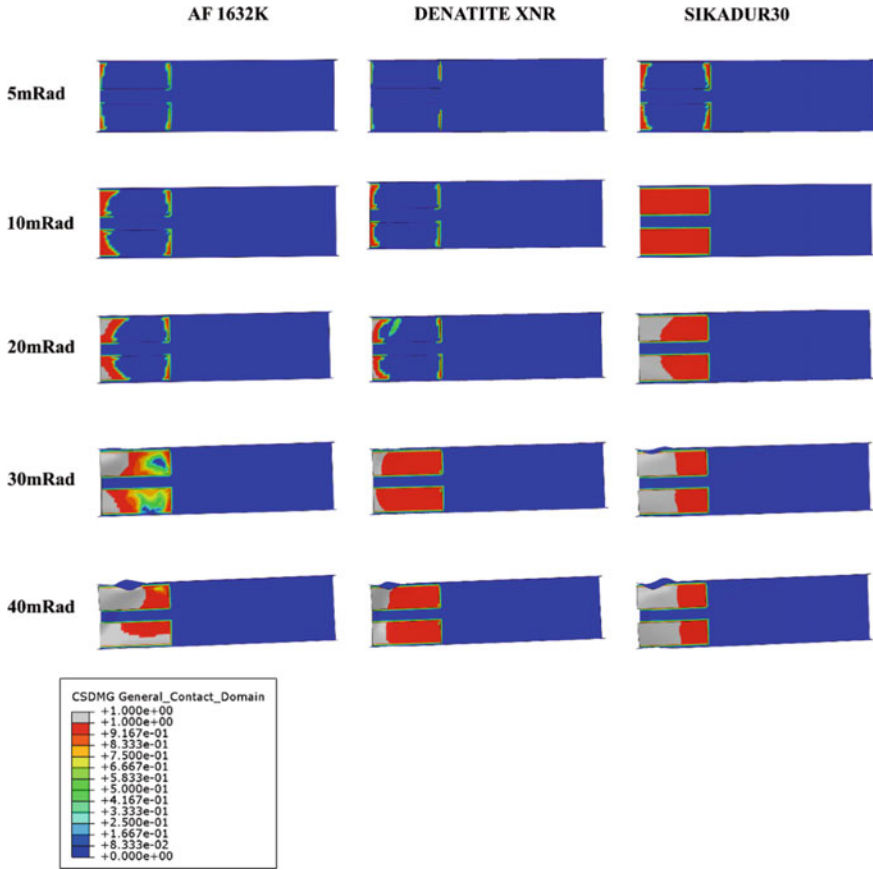 AF 1632K DENATITE XNR SIKADUR30
5mRad
10mRad
20mRad
30mRad
40mRad
CSDMG General_Contact_Domain
+1.000e+00
+1.000e+00
+9.167e-01
+8.333e-01
+7.500e-01
+6.667e-01
+5.833e-01
+5.000e-01
+4.167e-01
+3.333e-01
+2.500e-01
+1.667e-01
+8.333e-02
+0.000e+00